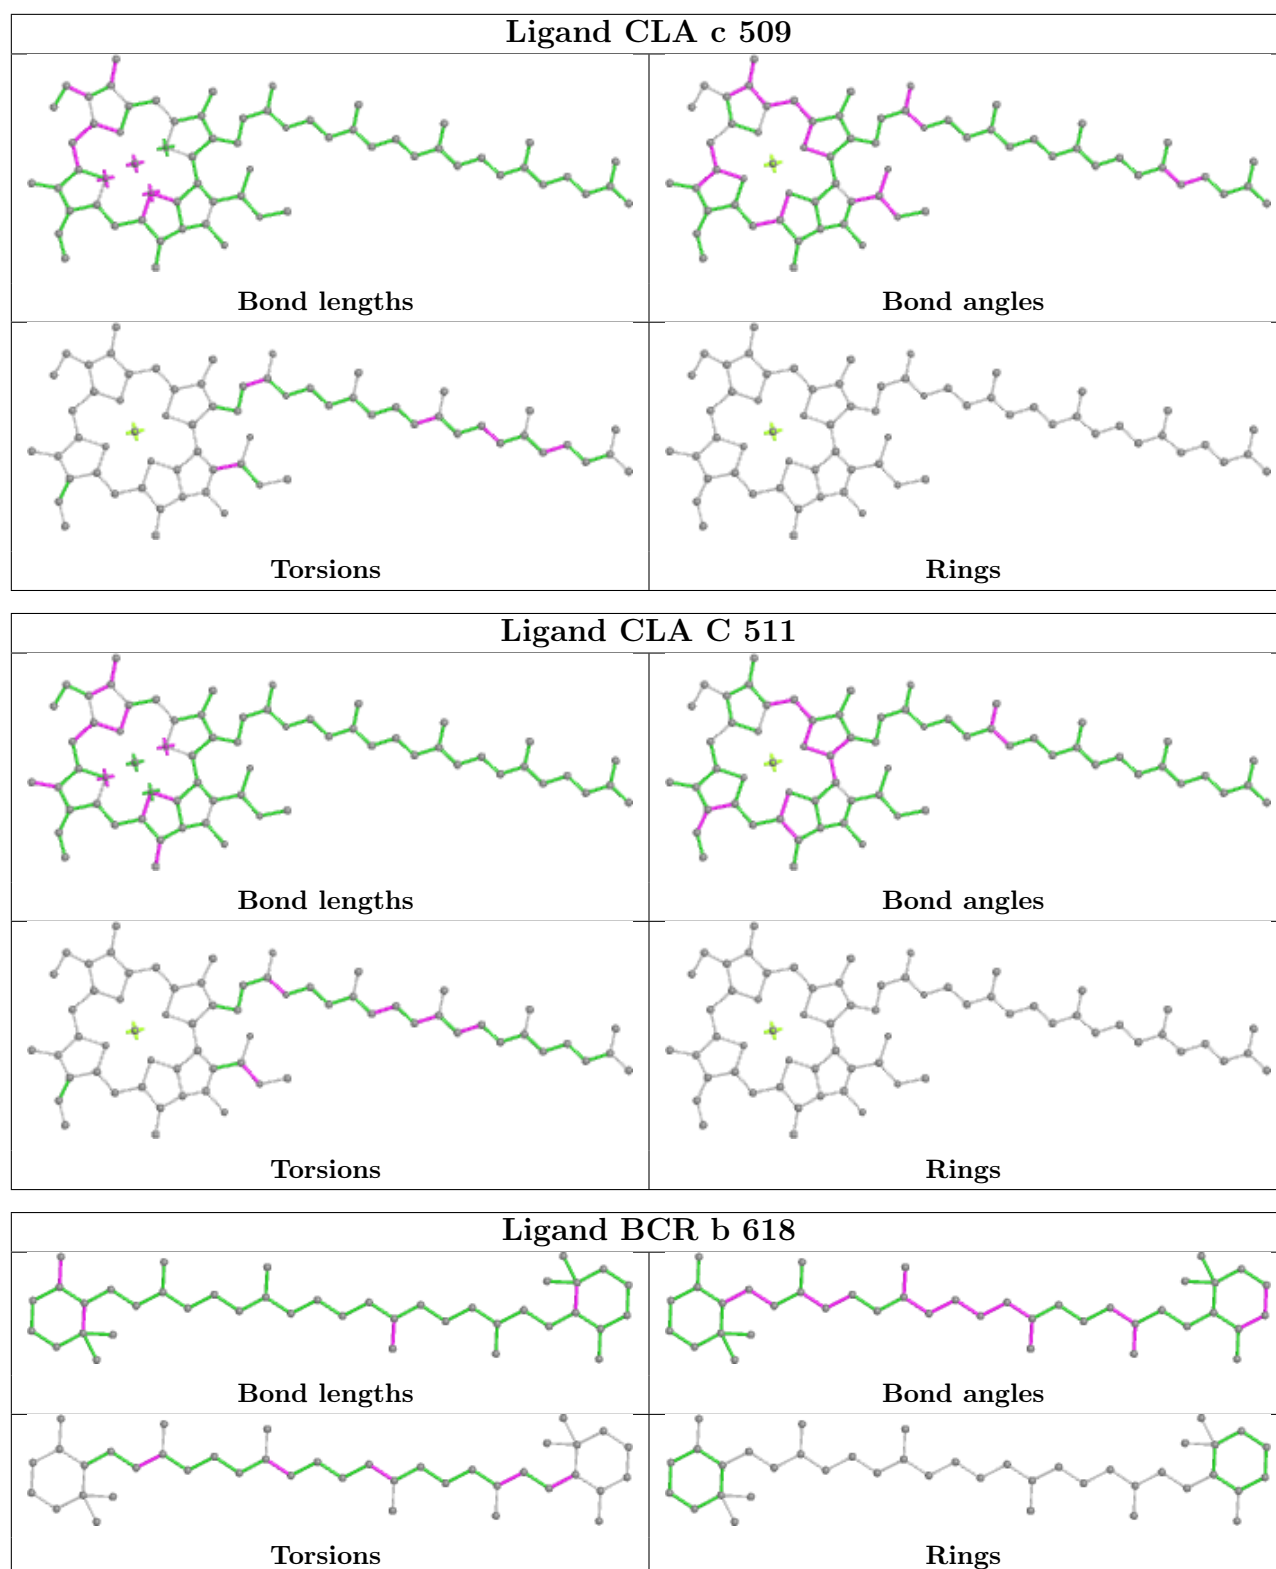 Ligand CLA c 509
Bond lengths
Bond angles
Torsions
Rings
Ligand CLA C 511
Bond lengths
Bond angles
Torsions
Rings
Ligand BCR b 618
Bond lengths
Bond angles
Torsions
Rings